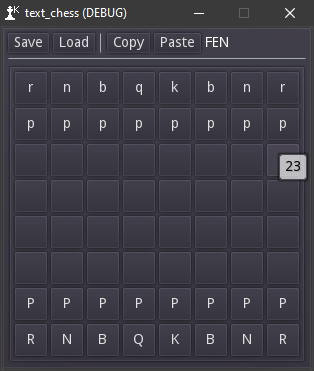 text_chess (DEBUG)
Save Load Copy Paste FEN
r n b q k b n r
p p p p p p p p
23
P P P P P P P P
R N B Q K B N R